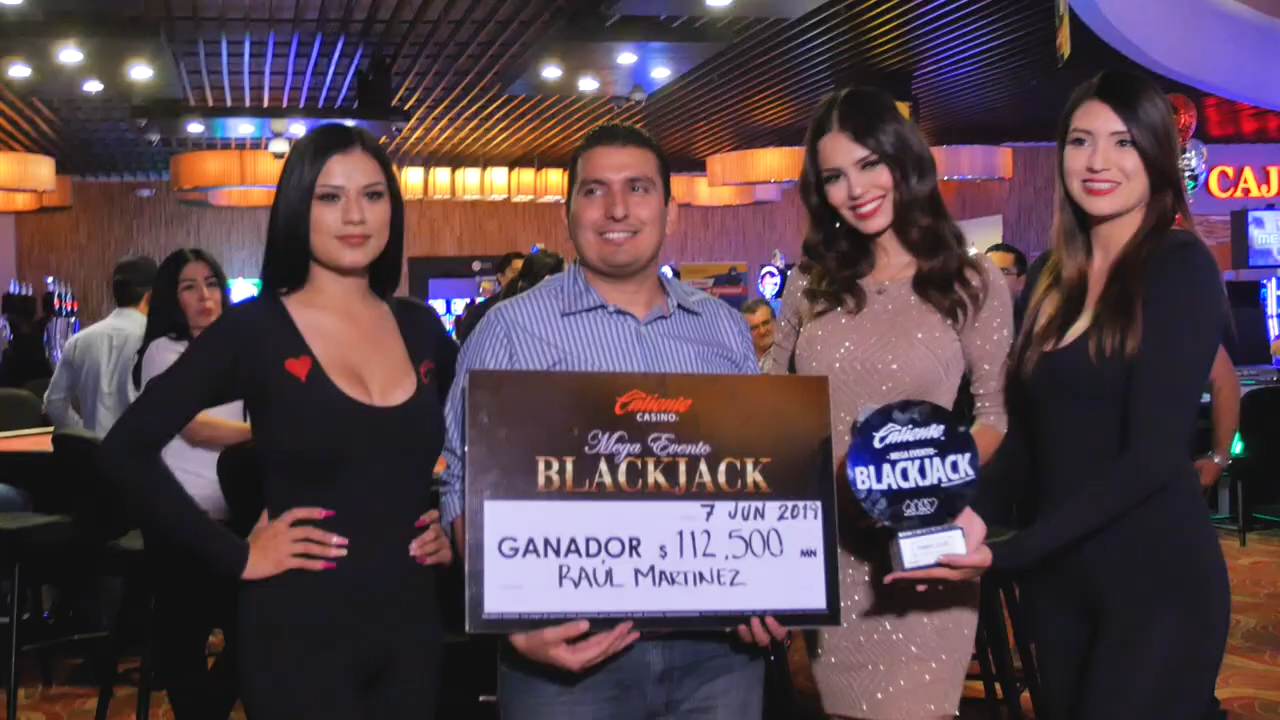 Caliente
CASINO
Mega Evento
BLACKJACK
7 JUN 2019
GANADOR $ 112,500 MN
RAÚL MARTINEZ
Caliente
MEGA EVENTO
BLACKJACK
CAJ